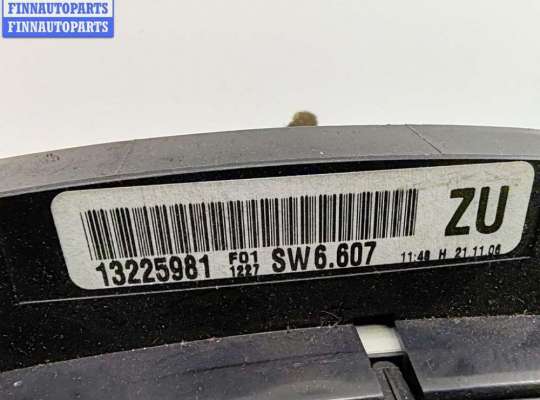 FINNAUTOPARTS
FINNAUTOPARTS
ZU
13225981 F01 1227 SW6.607 11:48 H 21.11.06